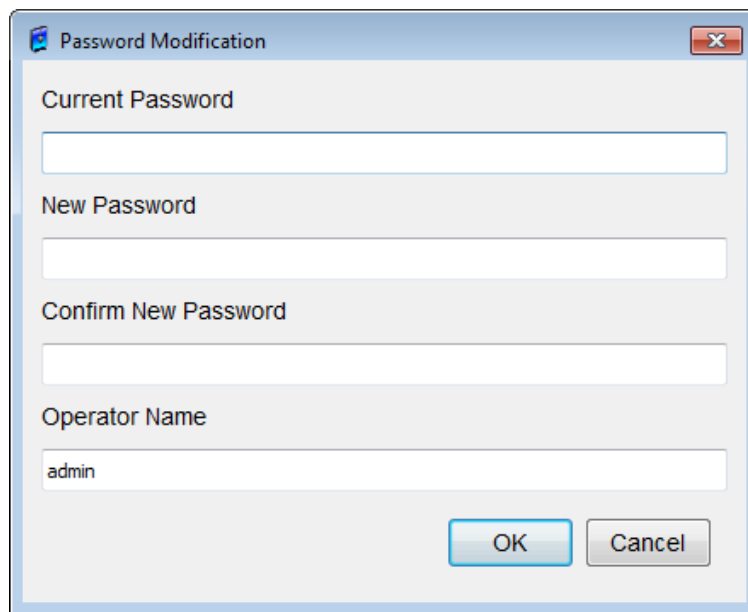 Password Modification
Current Password
New Password
Confirm New Password
Operator Name
admin
OK Cancel